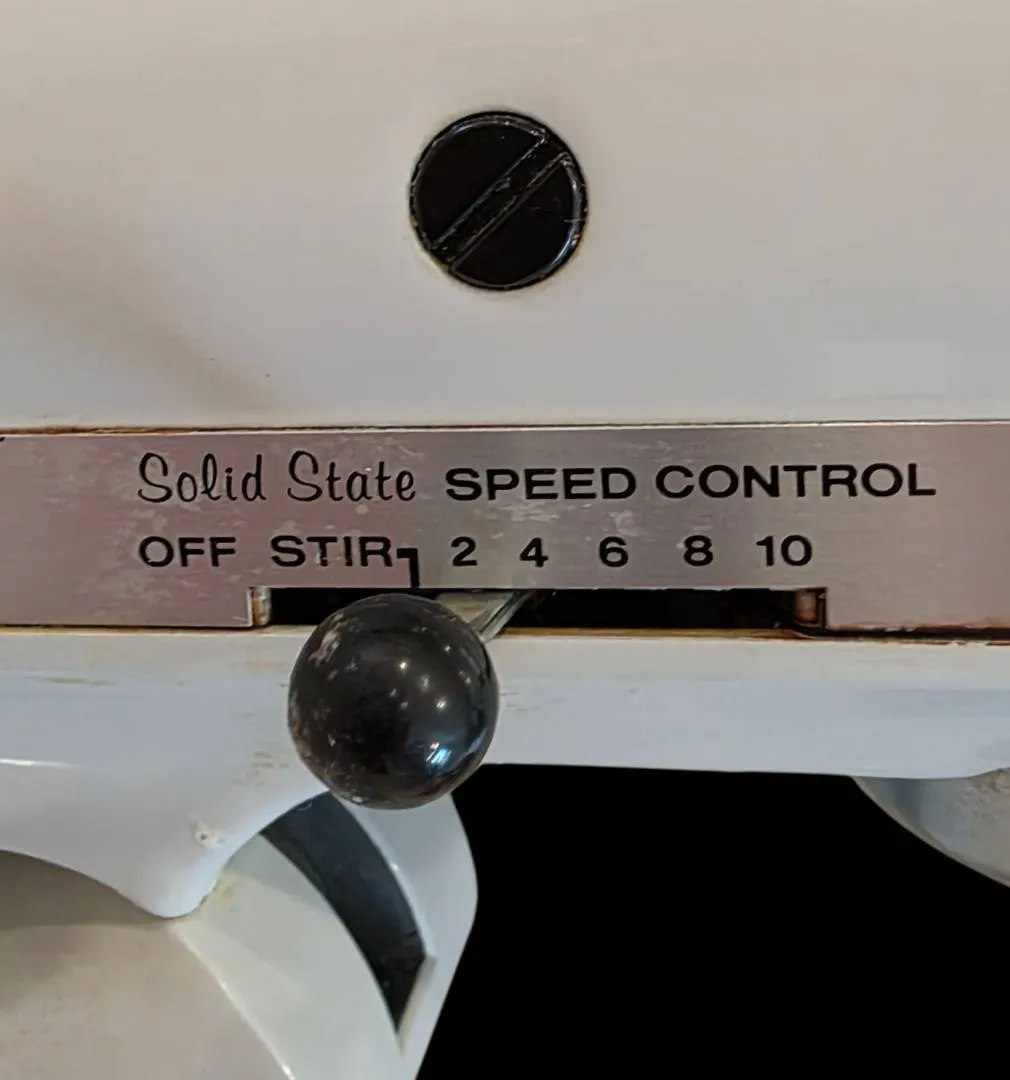 Solid State SPEED CONTROL
OFF STIR 2 4 6 8 10